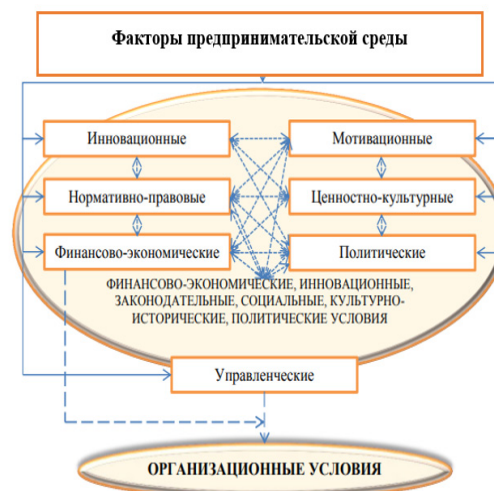 Факторы предпринимательской среды
Инновационные
Мотивационные
Нормативно-правовые
Ценностно-культурные
Финансово-экономические
Политические
ФИНАНСОВО-ЭКОНОМИЧЕСКИЕ, ИННОВАЦИОННЫЕ,
ЗАКОНОДАТЕЛЬНЫЕ, СОЦИАЛЬНЫЕ, КУЛЬТУРНО-
ИСТОРИЧЕСКИЕ, ПОЛИТИЧЕСКИЕ УСЛОВИЯ
Управленческие
ОРГАНИЗАЦИОННЫЕ УСЛОВИЯ